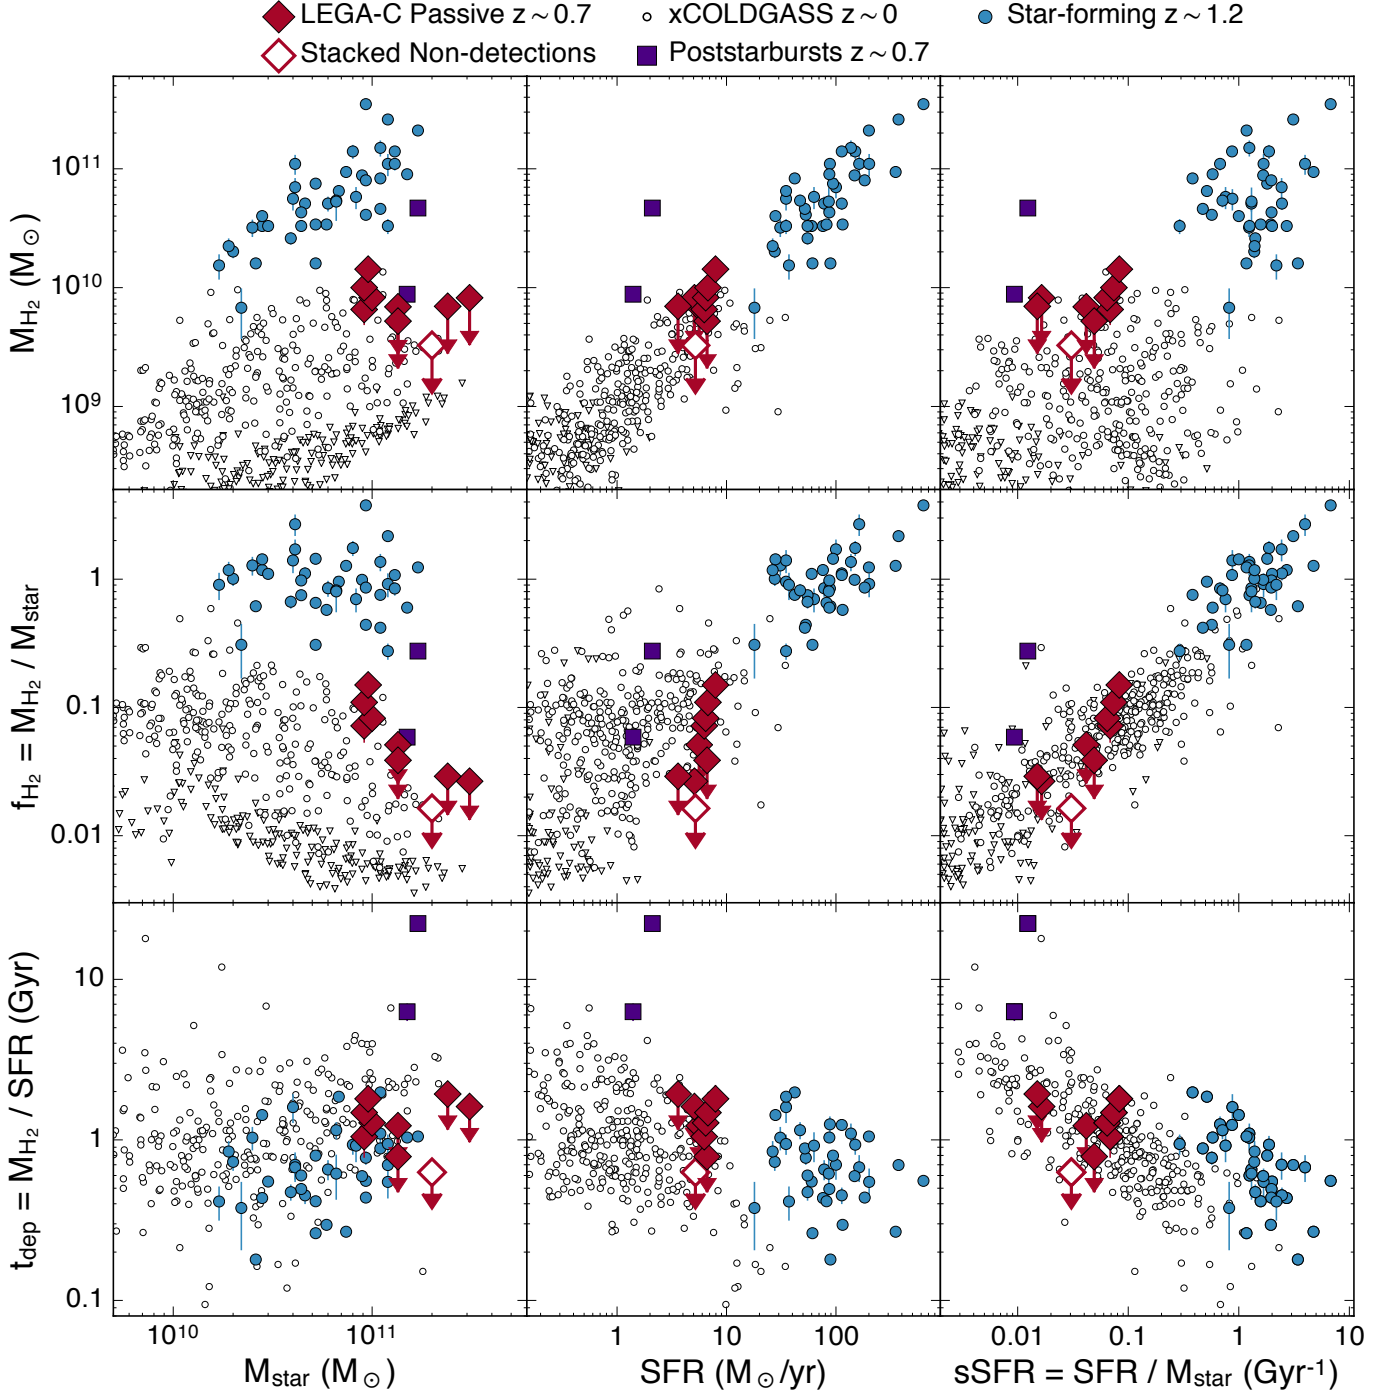 LEGA-C Passive z ~ 0.7 xCOLDGASS z ~ 0 Star-forming z ~ 1.2
Stacked Non-detections Poststarbursts z ~ 0.7
M_H₂ (M⊙)
10¹¹
10¹⁰
10⁹
f_H₂ = M_H₂ / M_star
1
0.1
0.01
t_dep = M_H₂ / SFR (Gyr)
10
1
0.1
10¹⁰ 10¹¹ 1 10 100 0.01 0.1 1 10
M_star (M⊙) SFR (M⊙/yr) sSFR = SFR / M_star (Gyr⁻¹)